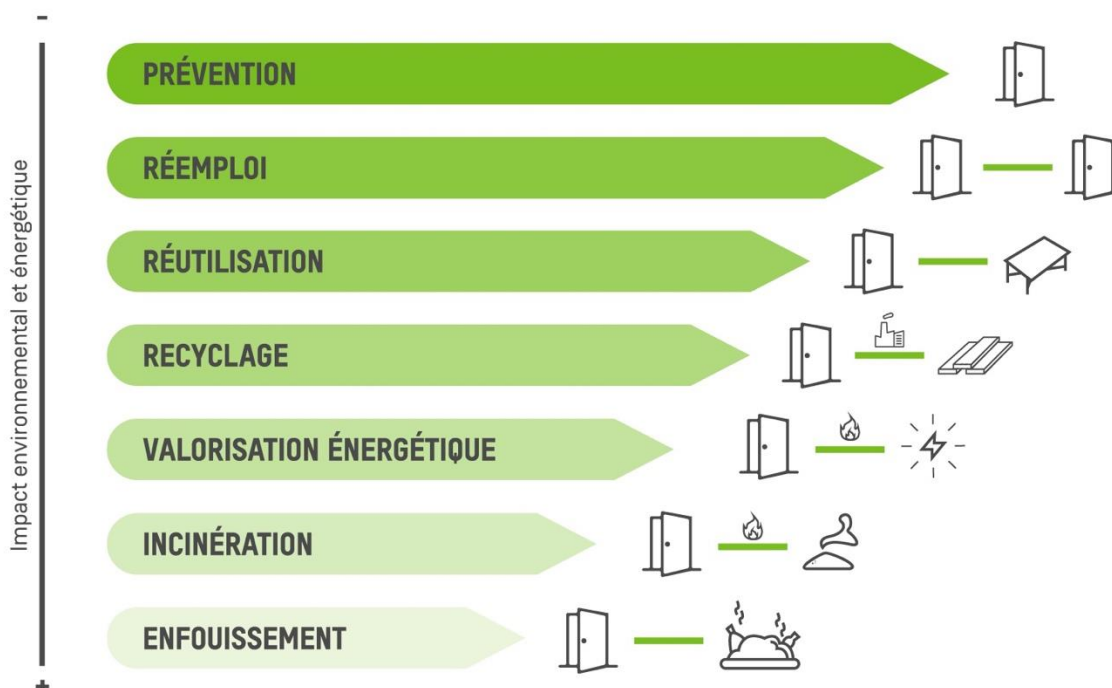 -
PRÉVENTION
RÉEMPLOI
RÉUTILISATION
RECYCLAGE
VALORISATION ÉNERGÉTIQUE
INCINÉRATION
ENFOUISSEMENT
+
Impact environnemental et énergétique